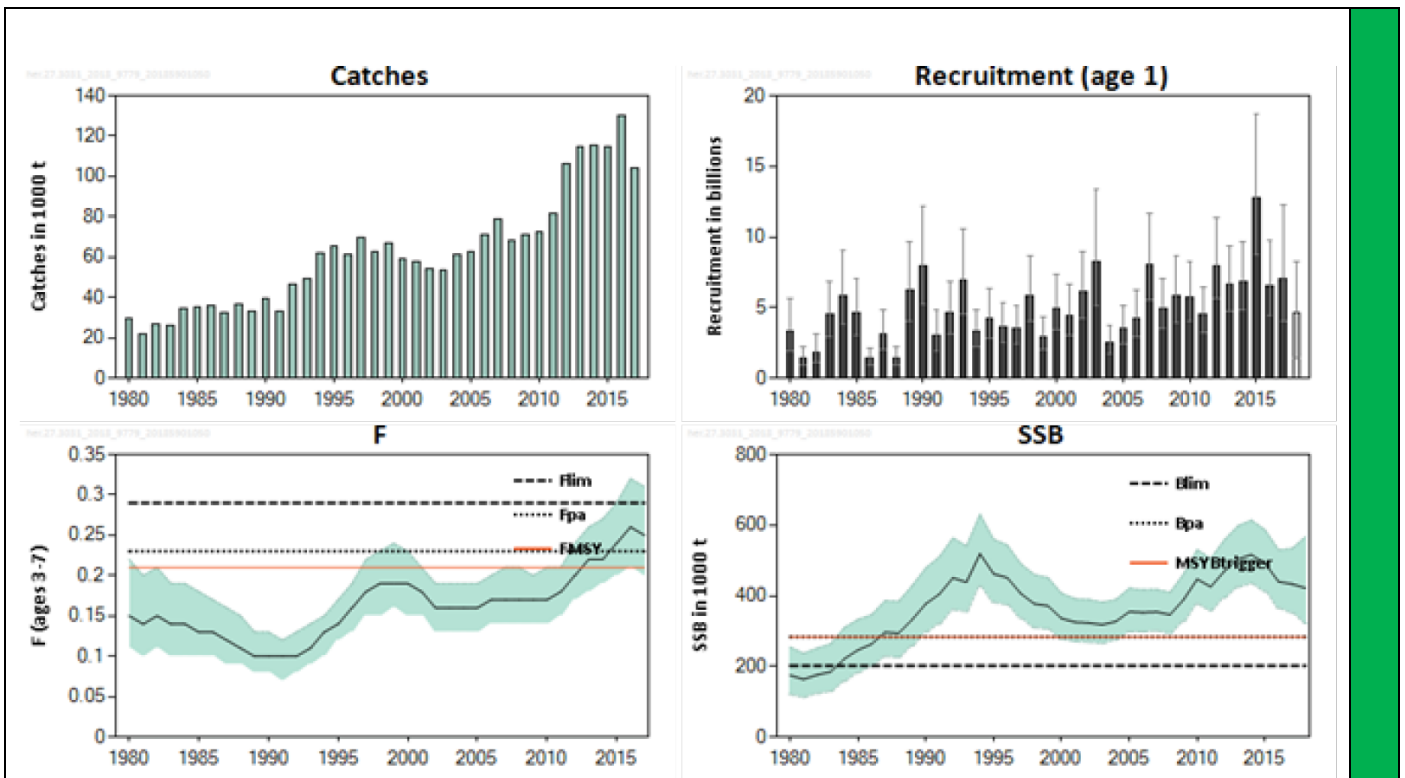 Catches
Catches in 1000 t
140
120
100
80
60
40
20
0
1980 1985 1990 1995 2000 2005 2010 2015
Recruitment (age 1)
Recruitment in billions
20
15
10
5
0
1980 1985 1990 1995 2000 2005 2010 2015
F
F (ages 3-7)
0.35
0.3
0.25
0.2
0.15
0.1
0.05
0
Flim
Fpa
FMSY
1980 1985 1990 1995 2000 2005 2010 2015
SSB
SSB in 1000 t
800
600
400
200
0
Blim
Bpa
MSYBtrigger
1980 1985 1990 1995 2000 2005 2010 2015